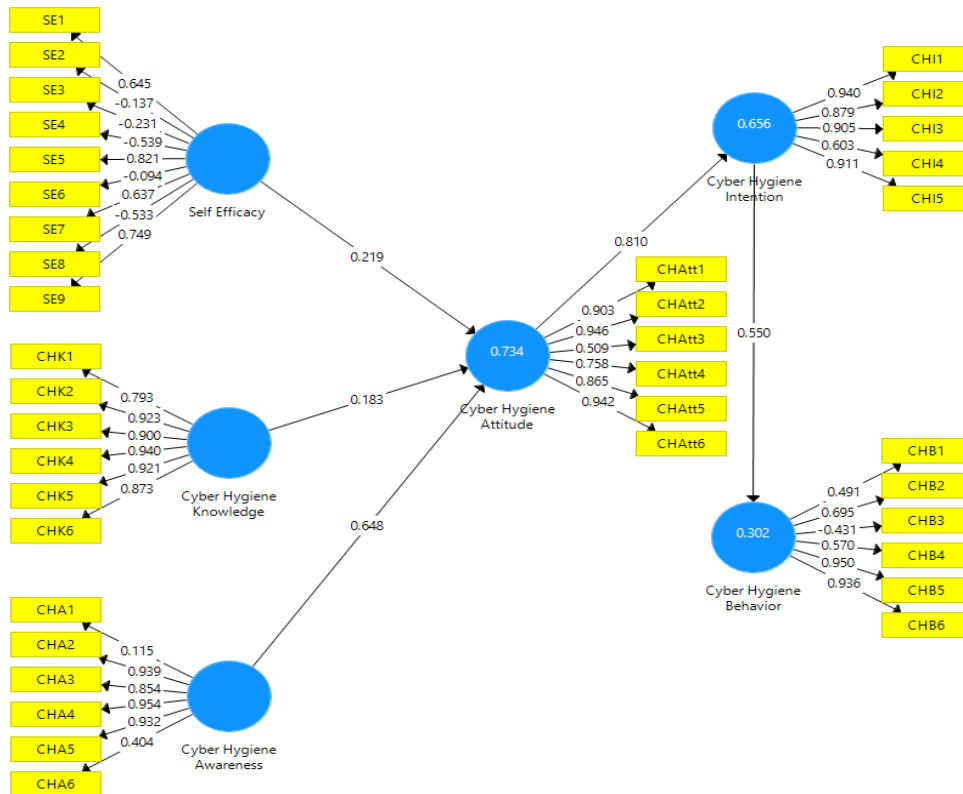 SE1
SE2
SE3
SE4
SE5
SE6
SE7
SE8
SE9
0.645
-0.137
-0.231
-0.539
0.821
-0.094
0.637
-0.533
0.749
Self Efficacy
0.219
CHK1
CHK2
CHK3
CHK4
CHK5
CHK6
0.793
0.923
0.900
0.940
0.921
0.873
Cyber Hygiene
Knowledge
0.183
CHA1
CHA2
CHA3
CHA4
CHA5
CHA6
0.115
0.939
0.854
0.954
0.932
0.404
Cyber Hygiene
Awareness
0.648
0.734
Cyber Hygiene
Attitude
0.903
0.946
0.509
0.758
0.865
0.942
CHAtt1
CHAtt2
CHAtt3
CHAtt4
CHAtt5
CHAtt6
0.810
0.656
Cyber Hygiene
Intention
0.940
0.879
0.905
0.603
0.911
CHI1
CHI2
CHI3
CHI4
CHI5
0.550
0.302
Cyber Hygiene
Behavior
0.491
0.695
-0.431
0.570
0.950
0.936
CHB1
CHB2
CHB3
CHB4
CHB5
CHB6